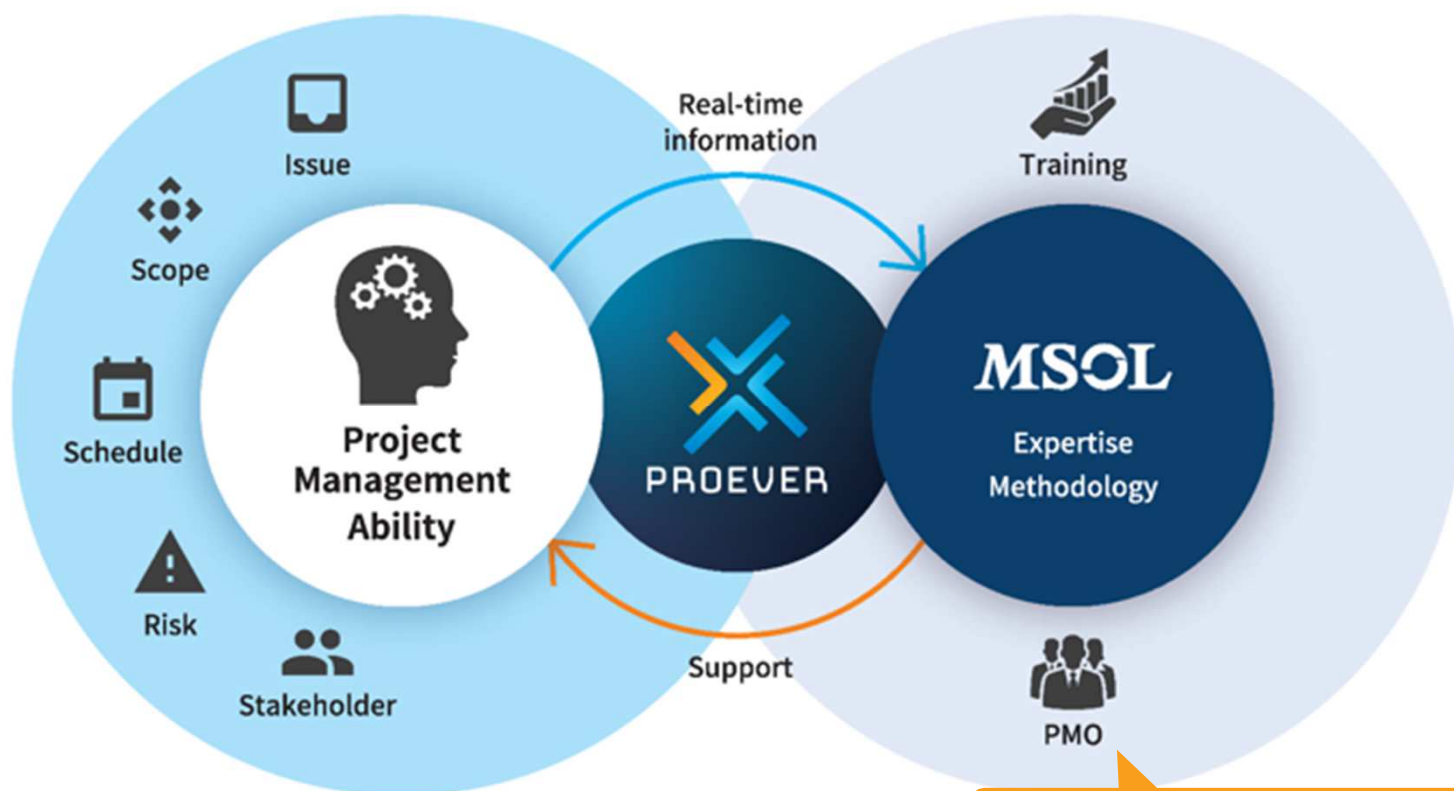 Issue
Scope
Schedule
Risk
Stakeholder
Project
Management
Ability
Real-time
information
PROEVER
Support
Training
MSOL
Expertise
Methodology
PMO